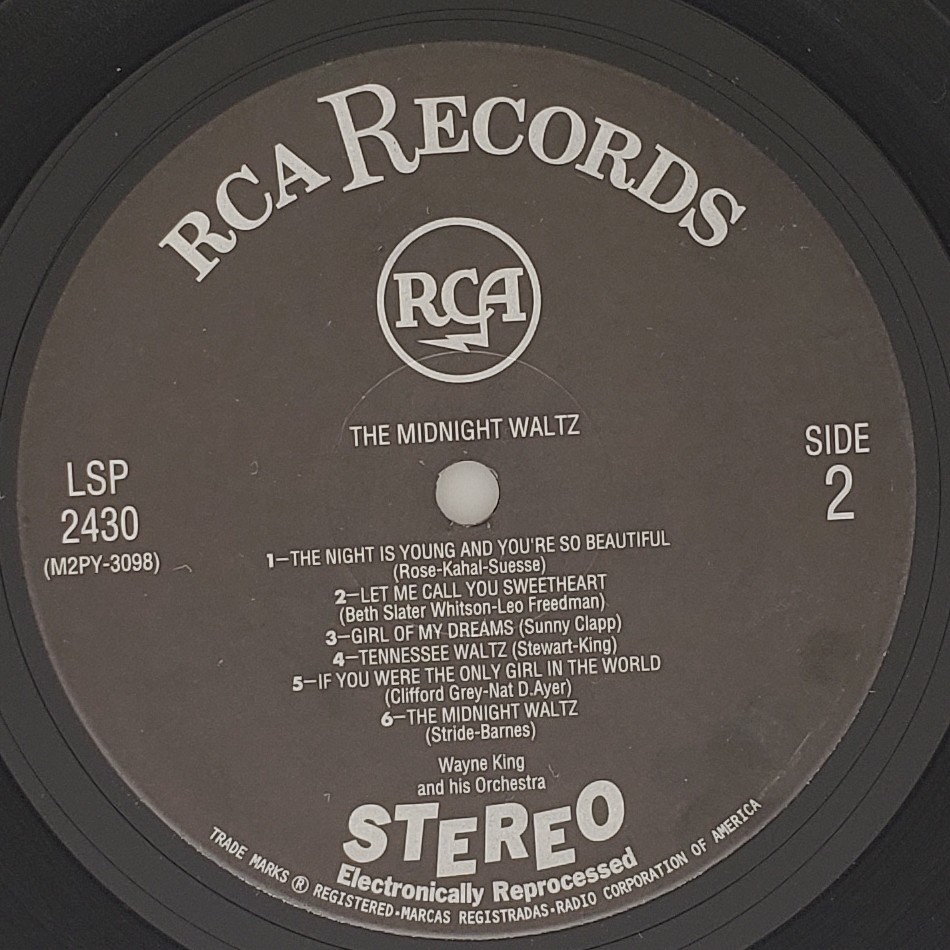 RCA RECORDS
RCA
THE MIDNIGHT WALTZ
LSP
2430
(M2PY-3098)
SIDE
2
1–THE NIGHT IS YOUNG AND YOU'RE SO BEAUTIFUL
(Rose-Kahal-Suesse)
2–LET ME CALL YOU SWEETHEART
(Beth Slater Whitson-Leo Freedman)
3–GIRL OF MY DREAMS (Sunny Clapp)
4–TENNESSEE WALTZ (Stewart-King)
5–IF YOU WERE THE ONLY GIRL IN THE WORLD
(Clifford Grey-Nat D.Ayer)
6–THE MIDNIGHT WALTZ
(Stride-Barnes)
Wayne King
and his Orchestra
STEREO
Electronically Reprocessed
TRADE MARKS ® REGISTERED•MARCAS REGISTRADAS•RADIO CORPORATION OF AMERICA